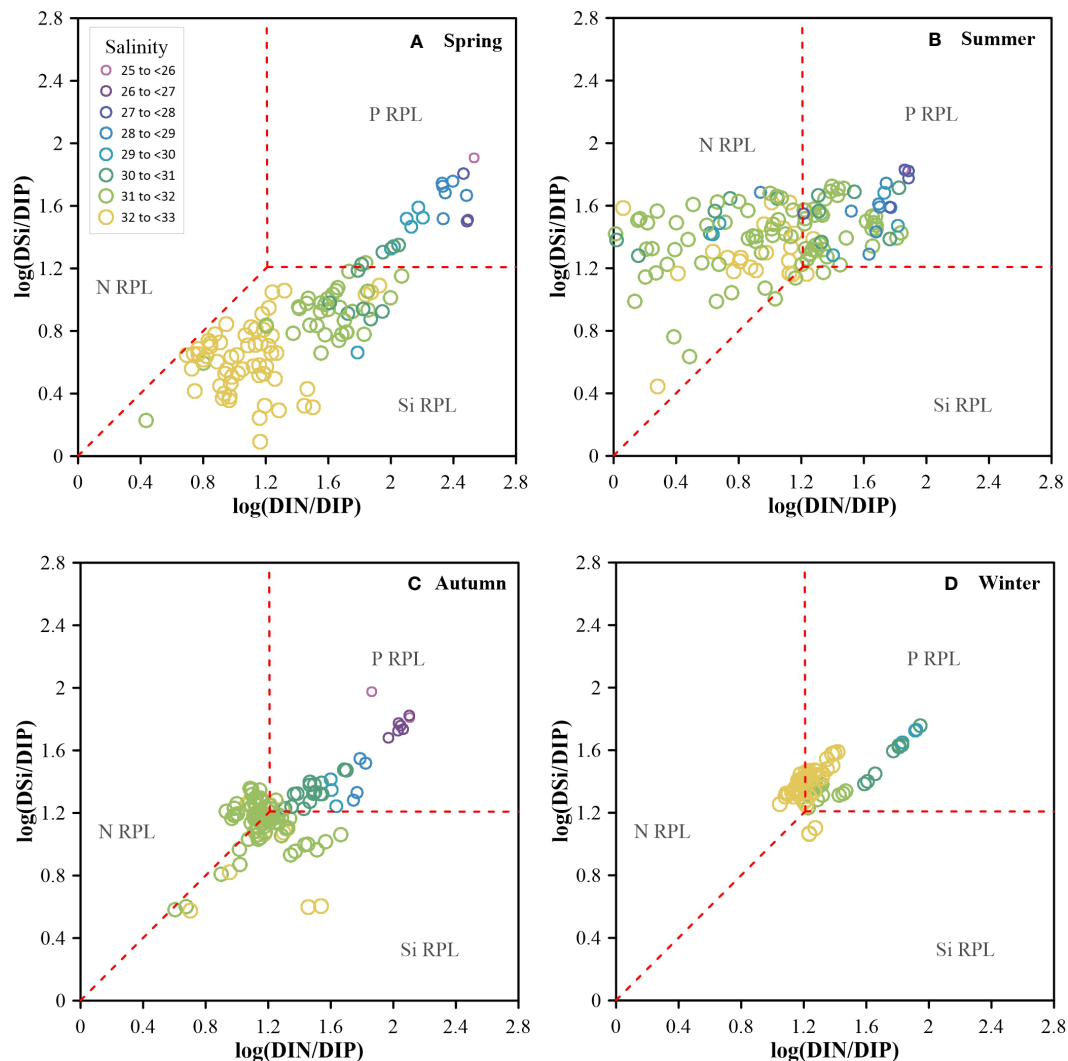 A Spring
2.8
2.4
2
1.6
1.2
0.8
0.4
0
log(DSi/DIP)
Salinity
25 to <26
26 to <27
27 to <28
28 to <29
29 to <30
30 to <31
31 to <32
32 to <33
P RPL
N RPL
Si RPL
0 0.4 0.8 1.2 1.6 2 2.4 2.8
log(DIN/DIP)
B Summer
2.8
2.4
2
1.6
1.2
0.8
0.4
0
log(DSi/DIP)
P RPL
N RPL
Si RPL
0 0.4 0.8 1.2 1.6 2 2.4 2.8
log(DIN/DIP)
C Autumn
2.8
2.4
2
1.6
1.2
0.8
0.4
0
log(DSi/DIP)
P RPL
N RPL
Si RPL
0 0.4 0.8 1.2 1.6 2 2.4 2.8
log(DIN/DIP)
D Winter
2.8
2.4
2
1.6
1.2
0.8
0.4
0
log(DSi/DIP)
P RPL
N RPL
Si RPL
0 0.4 0.8 1.2 1.6 2 2.4 2.8
log(DIN/DIP)